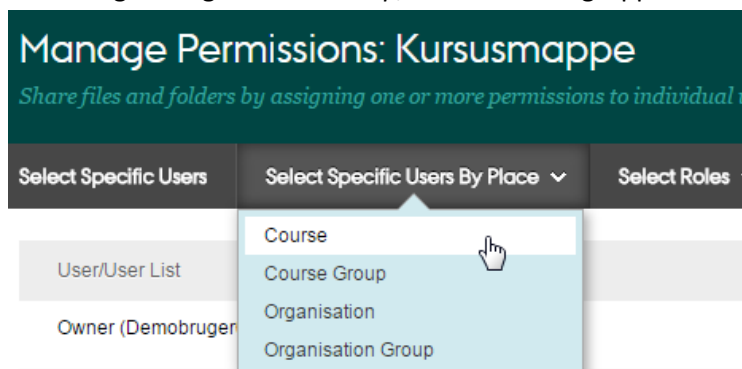 Manage Permissions: Kursusmappe
Share files and folders by assigning one or more permissions to individual
Select Specific Users
Select Specific Users By Place
Select Roles
Course
User/User List
Course Group
Organisation
Owner (Demobruger
Organisation Group